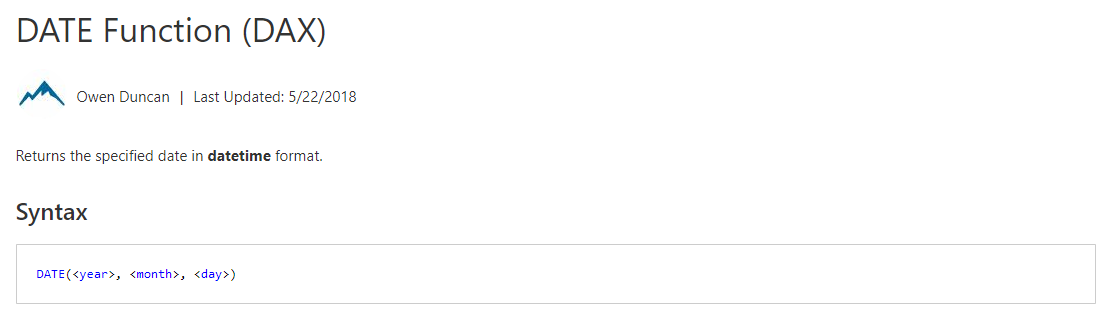 DATE Function (DAX)
Owen Duncan | Last Updated: 5/22/2018
Returns the specified date in datetime format.
Syntax
DATE(<year>, <month>, <day>)